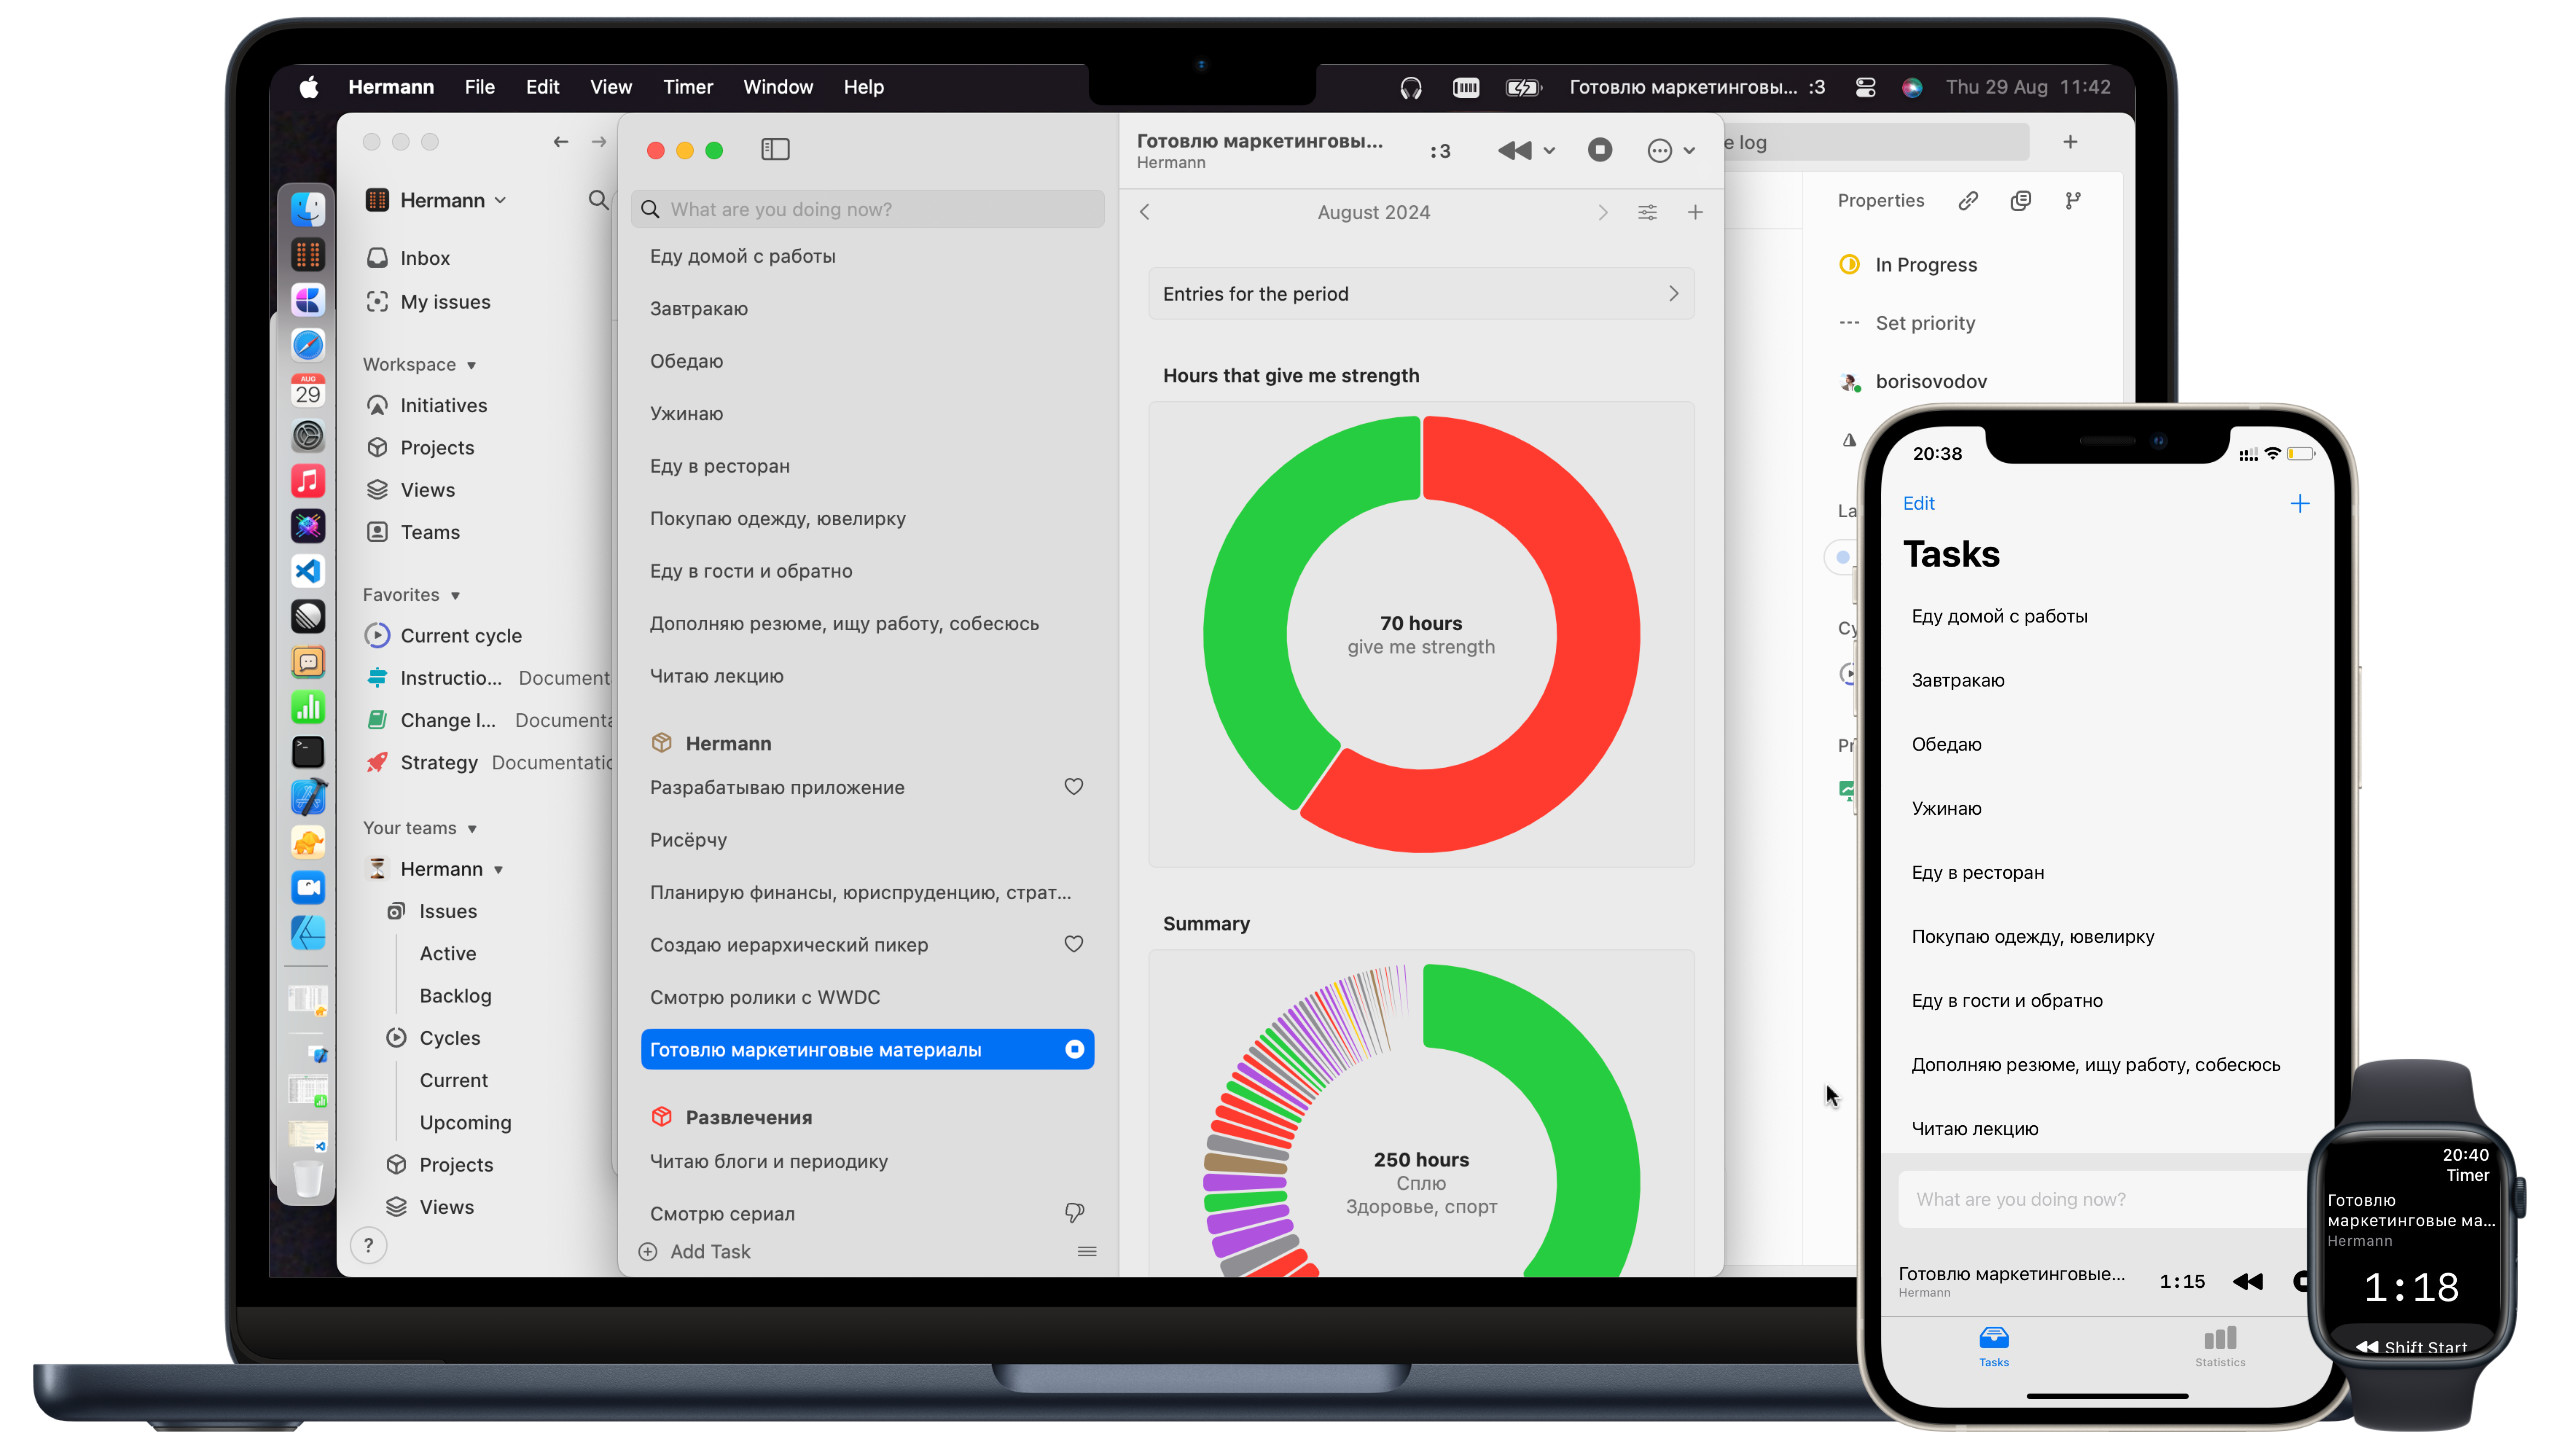 Hermann File Edit View Timer Window Help
Готовлю маркетинговы... :3 Thu 29 Aug 11:42
AUG
29
Hermann
Inbox
My issues
Workspace
Initiatives
Projects
Views
Teams
Favorites
Current cycle
Instructio... Document
Change l... Documenta
Strategy Documentatio
Your teams
Hermann
Issues
Active
Backlog
Cycles
Current
Upcoming
Projects
Views
?
What are you doing now?
Еду домой с работы
Завтракаю
Обедаю
Ужинаю
Еду в ресторан
Покупаю одежду, ювелирку
Еду в гости и обратно
Дополняю резюме, ищу работу, собесюсь
Читаю лекцию
Hermann
Разрабатываю приложение
Рисёрчу
Планирую финансы, юриспруденцию, страт...
Создаю иерархический пикер
Смотрю ролики с WWDC
Готовлю маркетинговые материалы
Развлечения
Читаю блоги и периодику
Смотрю сериал
Add Task
Готовлю маркетинговы...
Hermann
:3
August 2024
Entries for the period
Hours that give me strength
70 hours
give me strength
Summary
250 hours
Сплю
Здоровье, спорт
e log
Properties
In Progress
Set priority
borisovodov
La
Cy
Pr
20:38
Edit
Tasks
Еду домой с работы
Завтракаю
Обедаю
Ужинаю
Еду в ресторан
Покупаю одежду, ювелирку
Еду в гости и обратно
Дополняю резюме, ищу работу, собесюсь
Читаю лекцию
What are you doing now?
Готовлю маркетинговые...
Hermann
1:15
Tasks
Statistics
20:40
Timer
Готовлю
маркетинговые ма...
Hermann
1:18
Shift Start